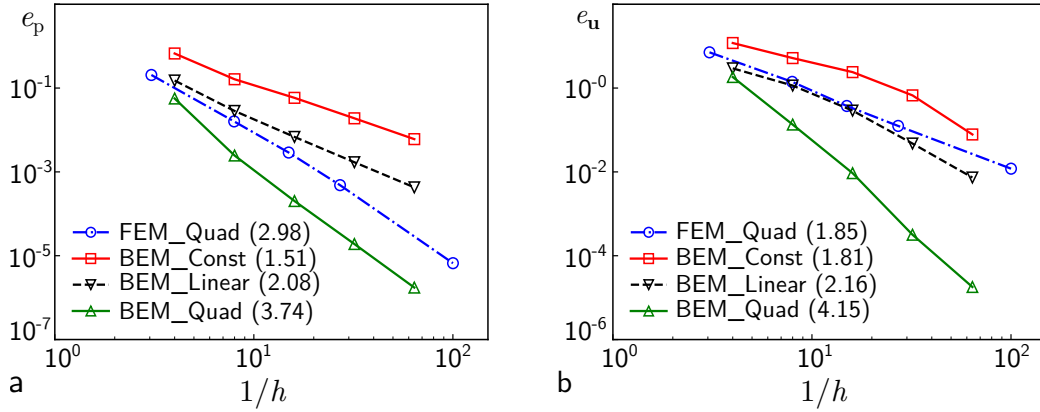 e_p
10^{-1}
10^{-3}
10^{-5}
10^{-7}
FEM_Quad (2.98)
BEM_Const (1.51)
BEM_Linear (2.08)
BEM_Quad (3.74)
10^0 10^1 10^2
1/h
a
e_u
10^{-0}
10^{-2}
10^{-4}
10^{-6}
FEM_Quad (1.85)
BEM_Const (1.81)
BEM_Linear (2.16)
BEM_Quad (4.15)
10^0 10^1 10^2
1/h
b